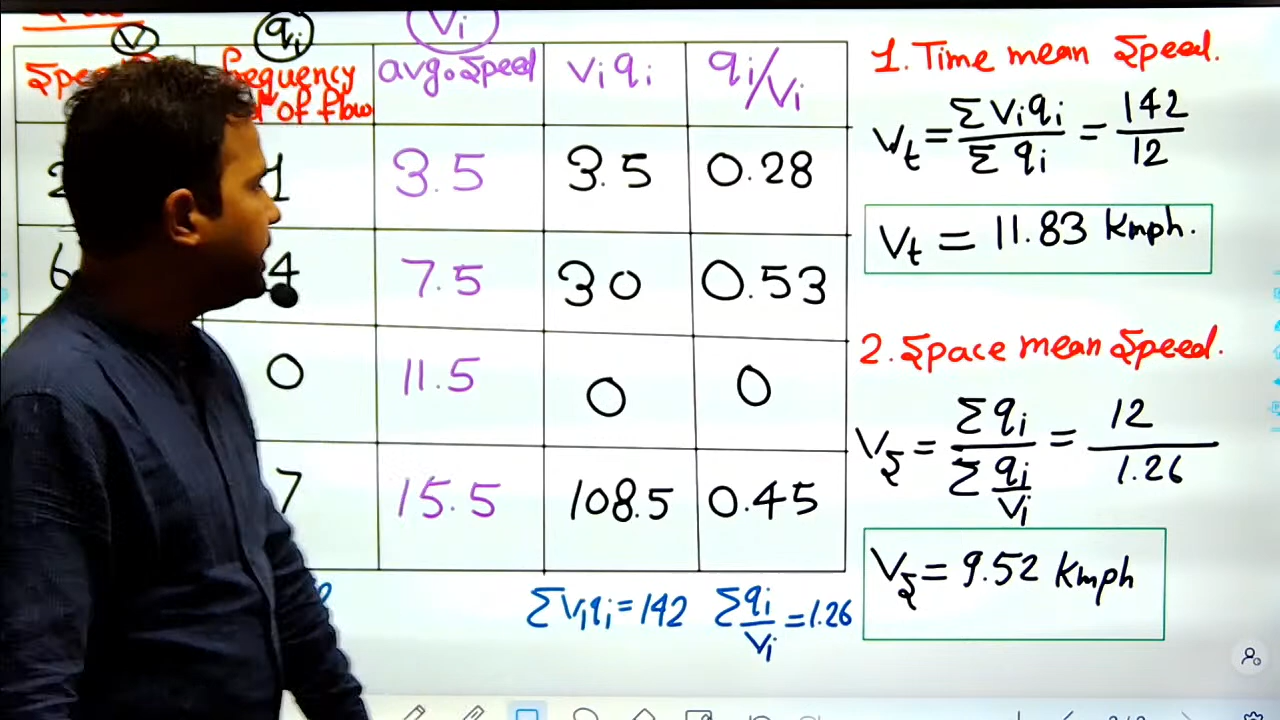 V qi Vi
frequency avg. Speed Viqi qi/Vi
of flow
1 3.5 3.5 0.28
6 4 7.5 30 0.53
0 11.5 0 0
7 15.5 108.5 0.45
ΣViqi = 142 Σqi/Vi = 1.26
1. Time mean Speed.
Vt = ΣViqi/Σqi = 142/12
Vt = 11.83 Kmph.
2. Space mean Speed.
Vs = Σqi/Σ(qi/Vi) = 12/1.26
Vs = 9.52 Kmph